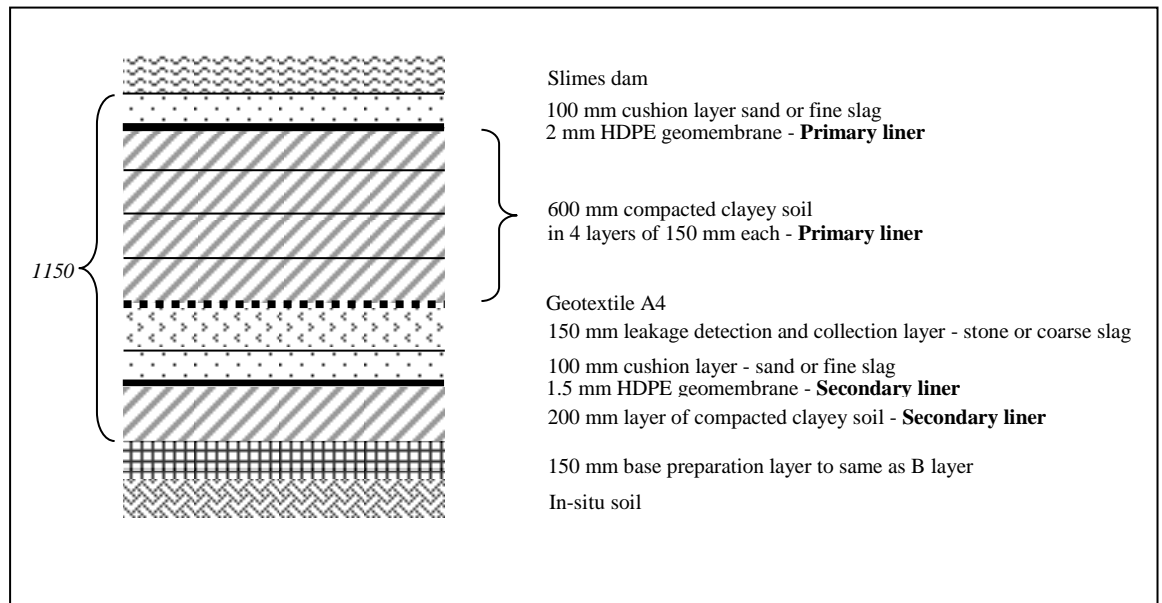 Slimes dam
100 mm cushion layer sand or fine slag
2 mm HDPE geomembrane - Primary liner
600 mm compacted clayey soil
in 4 layers of 150 mm each - Primary liner
1150
Geotextile A4
150 mm leakage detection and collection layer - stone or coarse slag
100 mm cushion layer - sand or fine slag
1.5 mm HDPE geomembrane - Secondary liner
200 mm layer of compacted clayey soil - Secondary liner
150 mm base preparation layer to same as B layer
In-situ soil